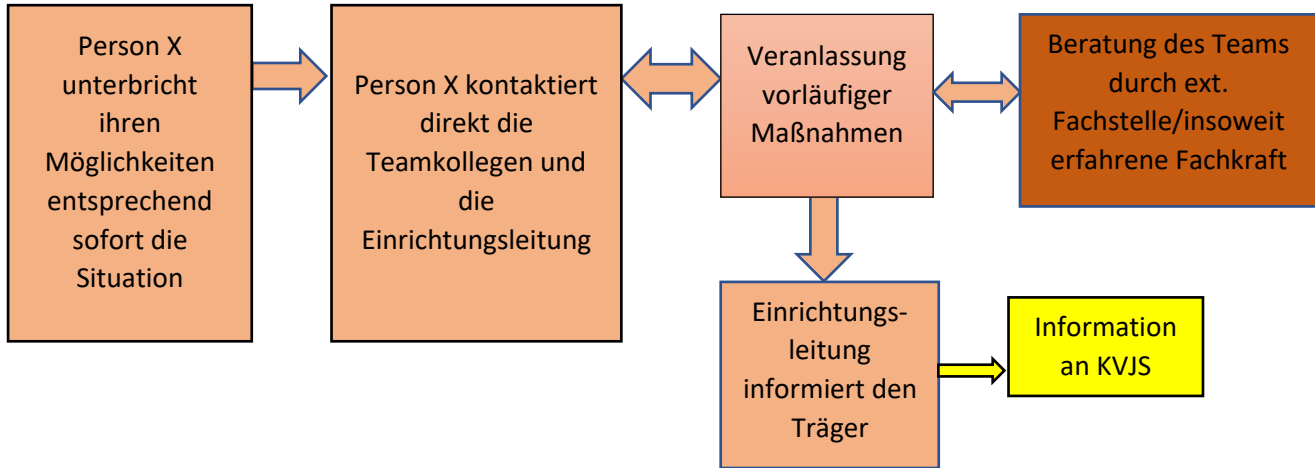 Person X
unterbricht
ihren
Möglichkeiten
entsprechend
sofort die
Situation
Person X kontaktiert
direkt die
Teamkollegen und
die
Einrichtungsleitung
Veranlassung
vorläufiger
Maßnahmen
Beratung des Teams
durch ext.
Fachstelle/insoweit
erfahrene Fachkraft
Einrichtungs-
leitung
informiert den
Träger
Information
an KVJS